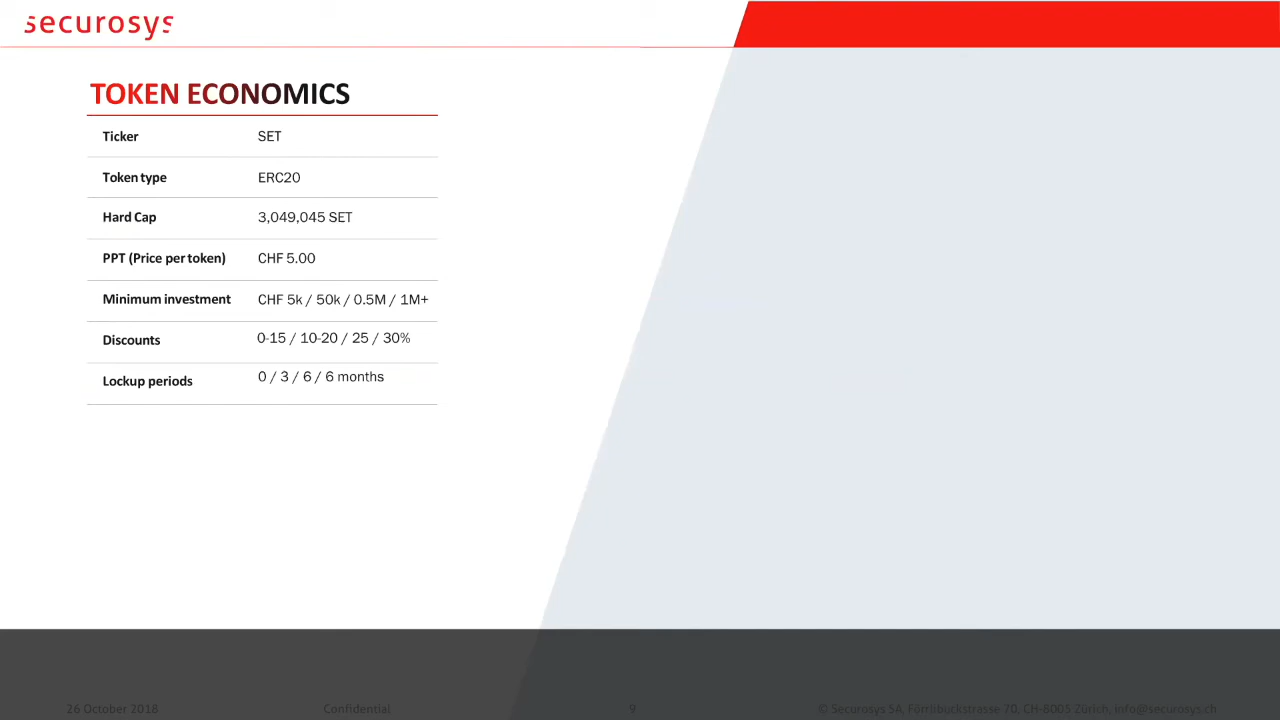 securosys
TOKEN ECONOMICS
Ticker SET
Token type ERC20
Hard Cap 3,049,045 SET
PPT (Price per token) CHF 5.00
Minimum investment CHF 5k / 50k / 0.5M / 1M+
Discounts 0-15 / 10-20 / 25 / 30%
Lockup periods 0 / 3 / 6 / 6 months
26 October 2018 Confidential 9 © Securosys SA, Förrlibuckstrasse 70, CH-8005 Zürich, info@securosys.ch